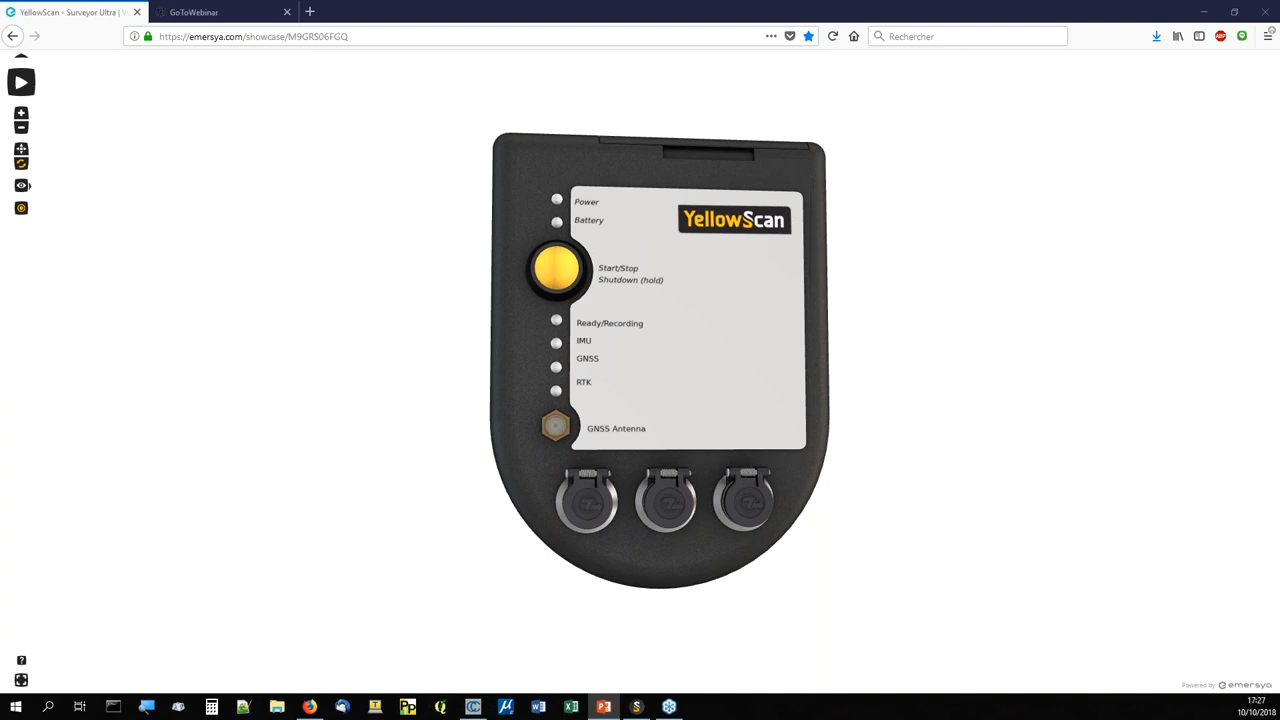 YellowScan - Surveyor Ultra | V
GoToWebinar
https://emersya.com/showcase/M9GRS06FGQ
Rechercher
ABP
Power
Battery
YellowScan
Start/Stop
Shutdown (hold)
Ready/Recording
IMU
GNSS
RTK
GNSS Antenna
Powered by emersya
17:27
10/10/2018